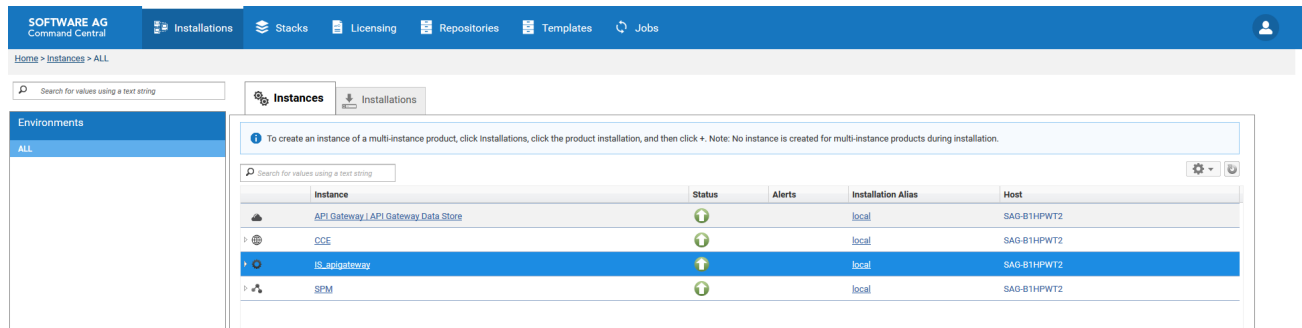 SOFTWARE AG
Command Central
Installations
Stacks
Licensing
Repositories
Templates
Jobs
Home > Instances > ALL
Search for values using a text string
Environments
ALL
Instances
Installations
To create an instance of a multi-instance product, click Installations, click the product installation, and then click +. Note: No instance is created for multi-instance products during installation.
Search for values using a text string
Instance Status Alerts Installation Alias Host
API Gateway | API Gateway Data Store local SAG-B1HPWT2
CCE local SAG-B1HPWT2
IS_apigateway local SAG-B1HPWT2
SPM local SAG-B1HPWT2